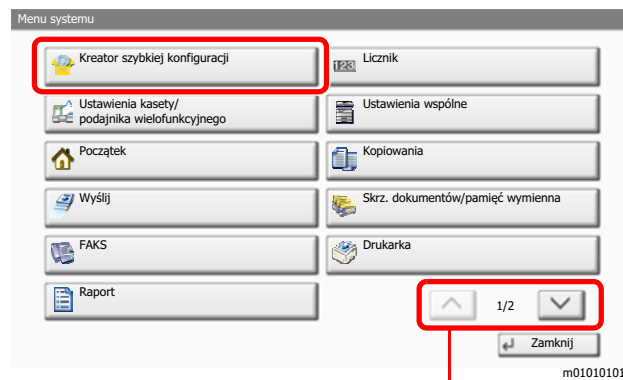 Menu systemu
Kreator szybkiej konfiguracji
123 Licznik
Ustawienia kasety/
podajnika wielofunkcyjnego
Ustawienia wspólne
Początek
Kopiowania
Wyślij
Skrz. dokumentów/pamięć wymienna
FAKS
Drukarka
Raport
1/2
Zamknij
m01010101